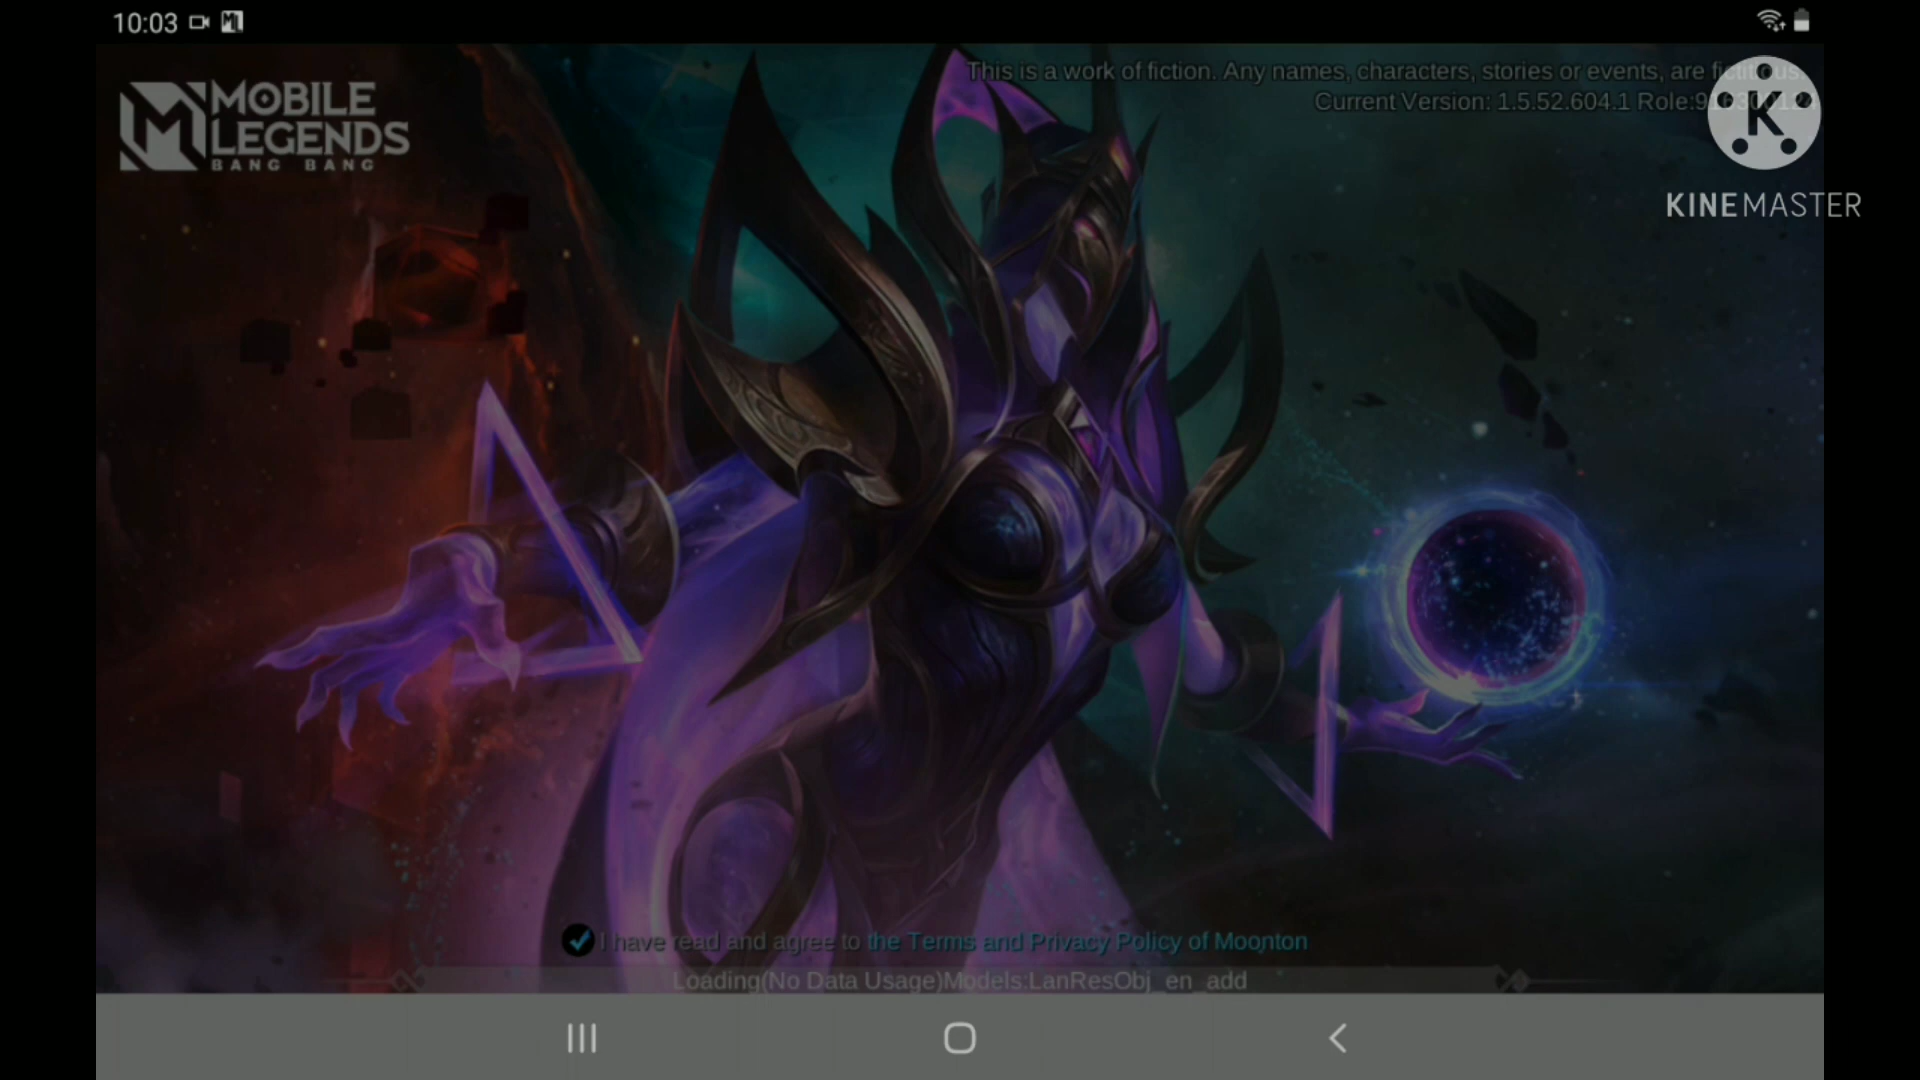 10:03
This is a work of fiction. Any names, characters, stories or events, are fictitious.
Current Version: 1.5.52.604.1 Role:
MOBILE
LEGENDS
BANG BANG
K
KINEMASTER
I have read and agree to the Terms and Privacy Policy of Moonton
Loading(No Data Usage)Models:LanResObj_en_add